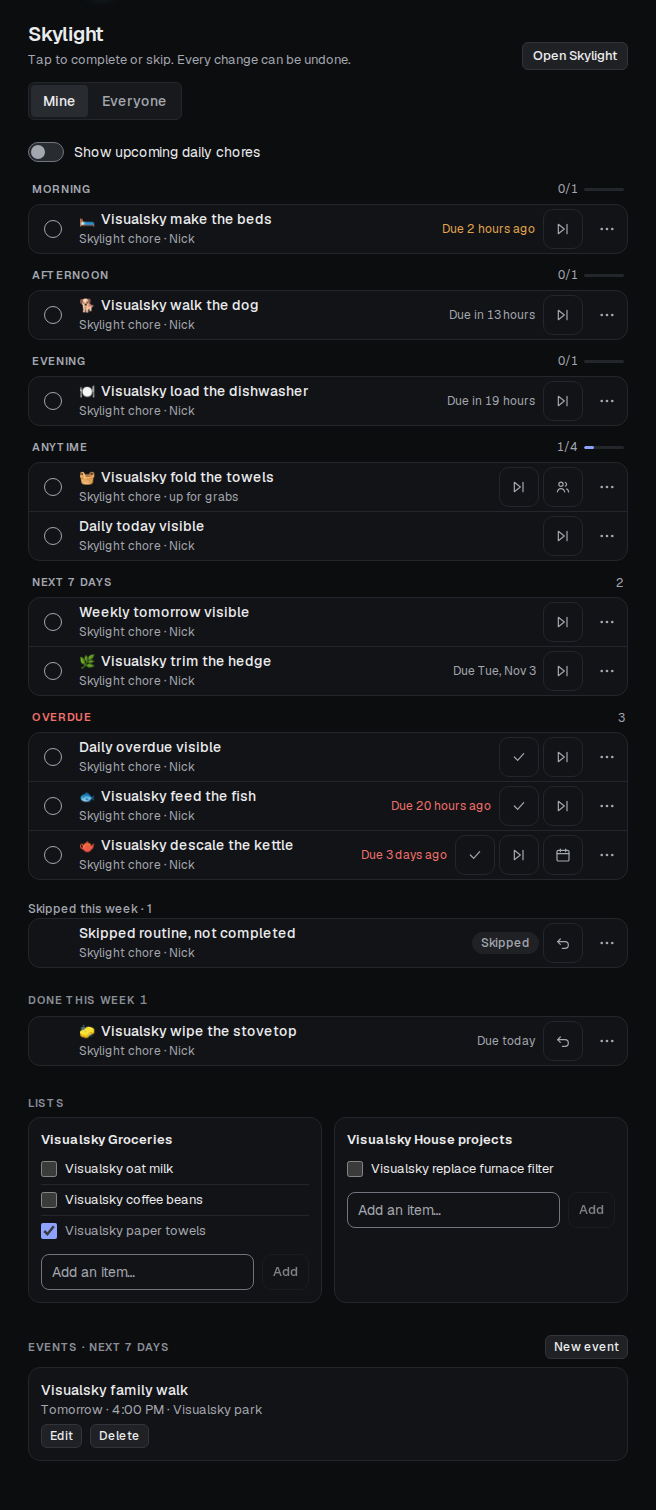 Skylight
Tap to complete or skip. Every change can be undone.
Open Skylight
Mine
Everyone
Show upcoming daily chores
MORNING
0/1
Visualsky make the beds
Due 2 hours ago
Skylight chore · Nick
AFTERNOON
0/1
Visualsky walk the dog
Due in 13 hours
Skylight chore · Nick
EVENING
0/1
Visualsky load the dishwasher
Due in 19 hours
Skylight chore · Nick
ANYTIME
1/4
Visualsky fold the towels
Skylight chore · up for grabs
Daily today visible
Skylight chore · Nick
NEXT 7 DAYS
2
Weekly tomorrow visible
Skylight chore · Nick
Visualsky trim the hedge
Due Tue, Nov 3
Skylight chore · Nick
OVERDUE
3
Daily overdue visible
Skylight chore · Nick
Visualsky feed the fish
Due 20 hours ago
Skylight chore · Nick
Visualsky descale the kettle
Due 3 days ago
Skylight chore · Nick
Skipped this week · 1
Skipped routine, not completed
Skipped
Skylight chore · Nick
DONE THIS WEEK 1
Visualsky wipe the stovetop
Due today
Skylight chore · Nick
LISTS
Visualsky Groceries
Visualsky oat milk
Visualsky coffee beans
Visualsky paper towels
Add an item…
Add
Visualsky House projects
Visualsky replace furnace filter
Add an item…
Add
EVENTS · NEXT 7 DAYS
New event
Visualsky family walk
Tomorrow · 4:00 PM · Visualsky park
Edit
Delete